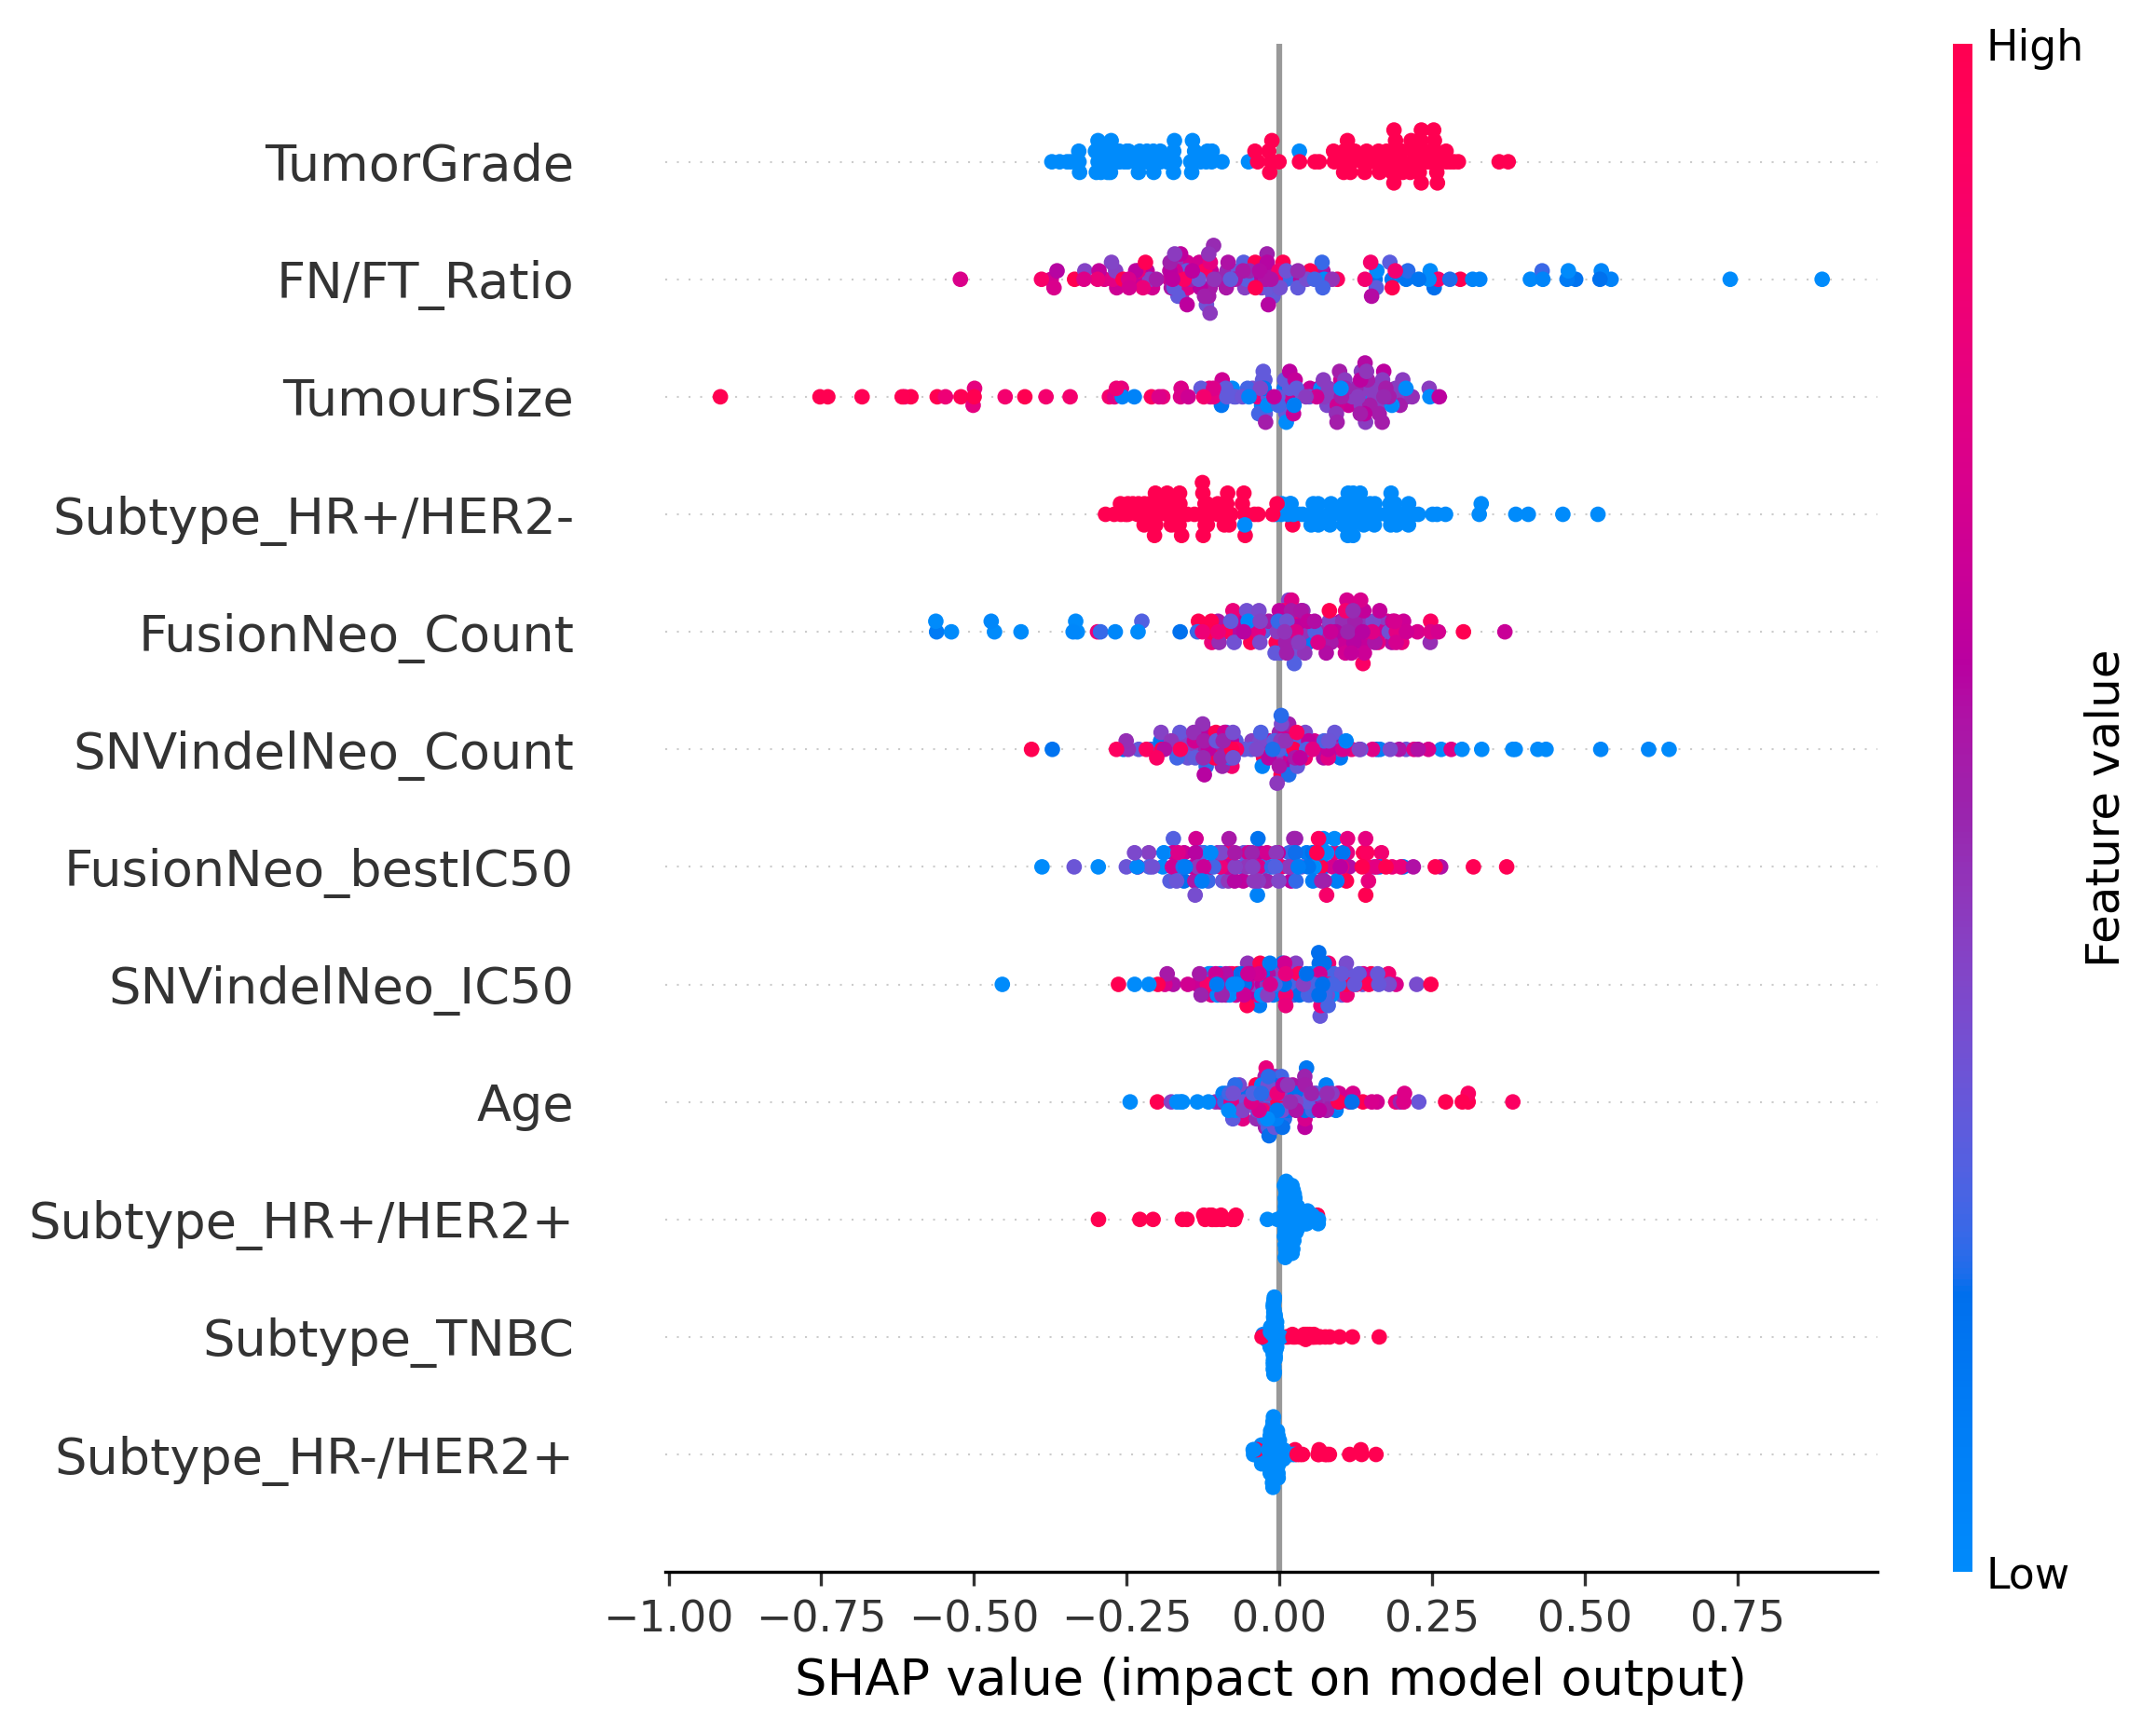 High
TumorGrade
FN/FT_Ratio
TumourSize
Subtype_HR+/HER2-
FusionNeo_Count
SNVindelNeo_Count
FusionNeo_bestIC50
SNVindelNeo_IC50
Age
Subtype_HR+/HER2+
Subtype_TNBC
Subtype_HR-/HER2+
Feature value
Low
−1.00 −0.75 −0.50 −0.25 0.00 0.25 0.50 0.75
SHAP value (impact on model output)